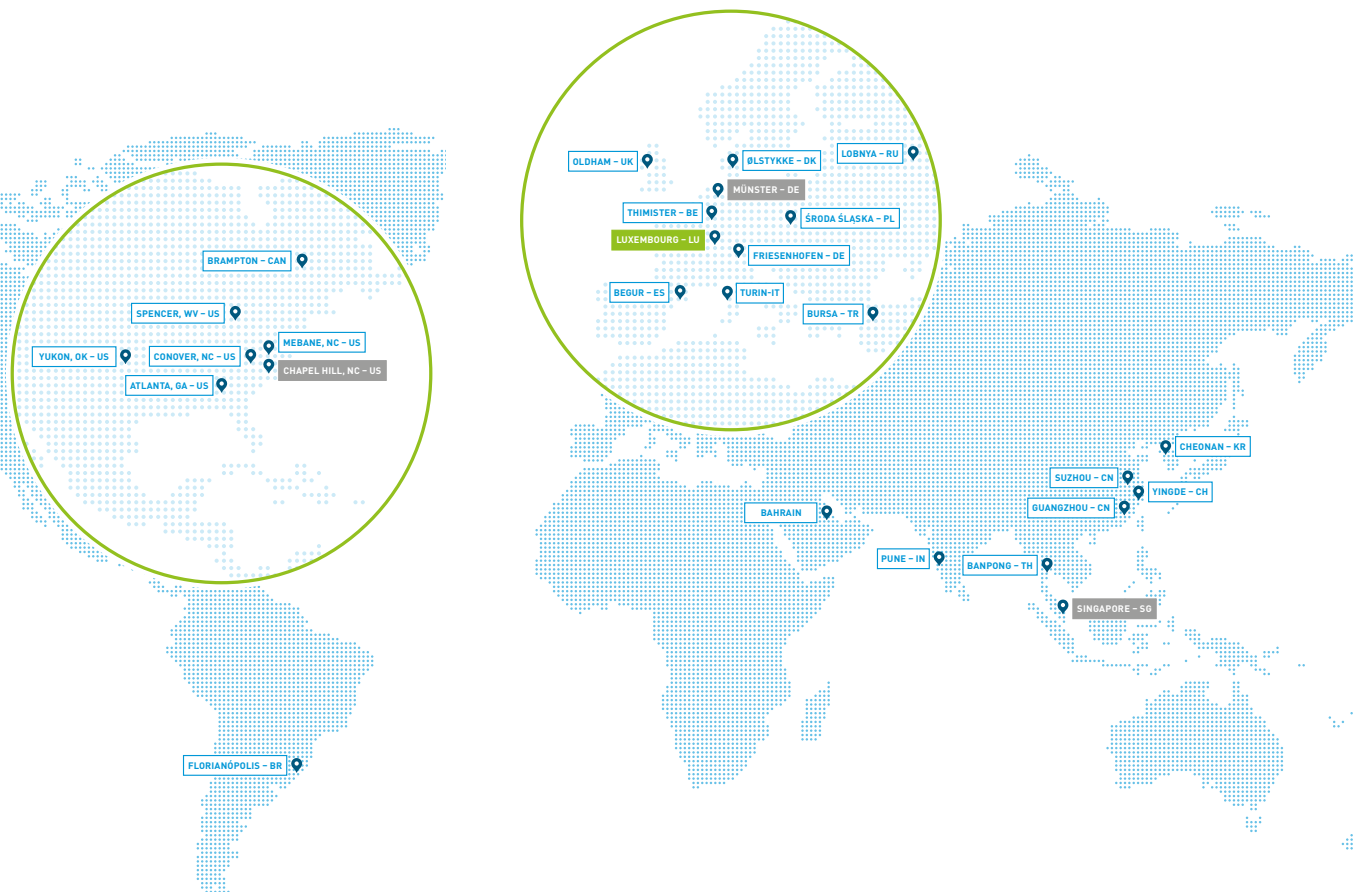 OLDHAM – UK
ØLSTYKKE – DK
LOBNYA – RU
MÜNSTER – DE
THIMISTER – BE
ŚRODA ŚLĄSKA – PL
LUXEMBOURG – LU
FRIESENHOFEN – DE
BEGUR – ES
TURIN-IT
BURSA – TR
BRAMPTON – CAN
SPENCER, WV – US
MEBANE, NC – US
YUKON, OK – US
CONOVER, NC – US
CHAPEL HILL, NC – US
ATLANTA, GA – US
CHEONAN – KR
SUZHOU – CN
YINGDE – CH
GUANGZHOU – CN
BAHRAIN
PUNE – IN
BANPONG – TH
SINGAPORE – SG
FLORIANÓPOLIS – BR